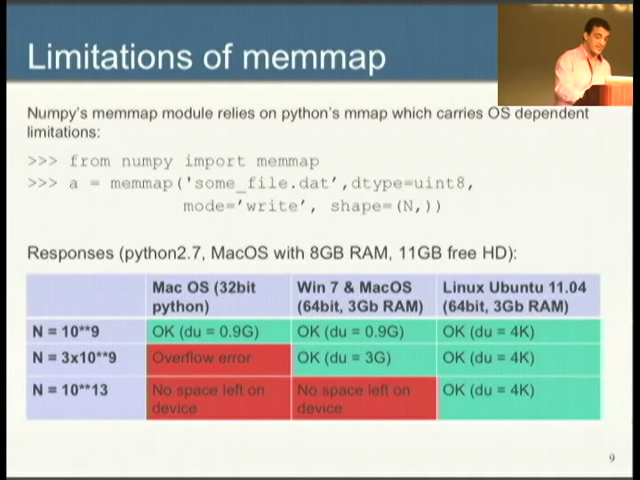 Limitations of memmap
Numpy's memmap module relies on python's mmap which carries OS dependent
limitations:
>>> from numpy import memmap
>>> a = memmap('some_file.dat',dtype=uint8,
mode='write', shape=(N,))
Responses (python2.7, MacOS with 8GB RAM, 11GB free HD):
Mac OS (32bit python) Win 7 & MacOS (64bit, 3Gb RAM) Linux Ubuntu 11.04 (64bit, 3Gb RAM)
N = 10**9 OK (du = 0.9G) OK (du = 0.9G) OK (du = 4K)
N = 3x10**9 Overflow error OK (du = 3G) OK (du = 4K)
N = 10**13 No space left on device No space left on device OK (du = 4K)
9